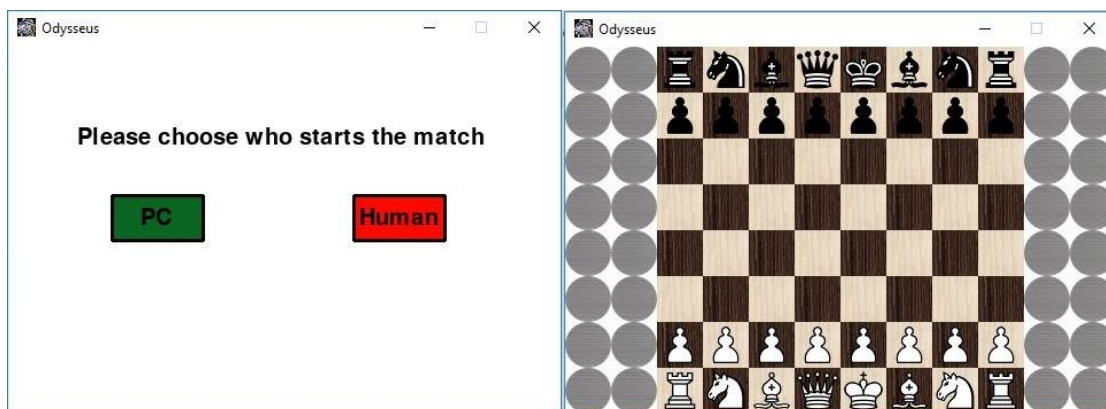 Odysseus
Please choose who starts the match
PC
Human
Odysseus